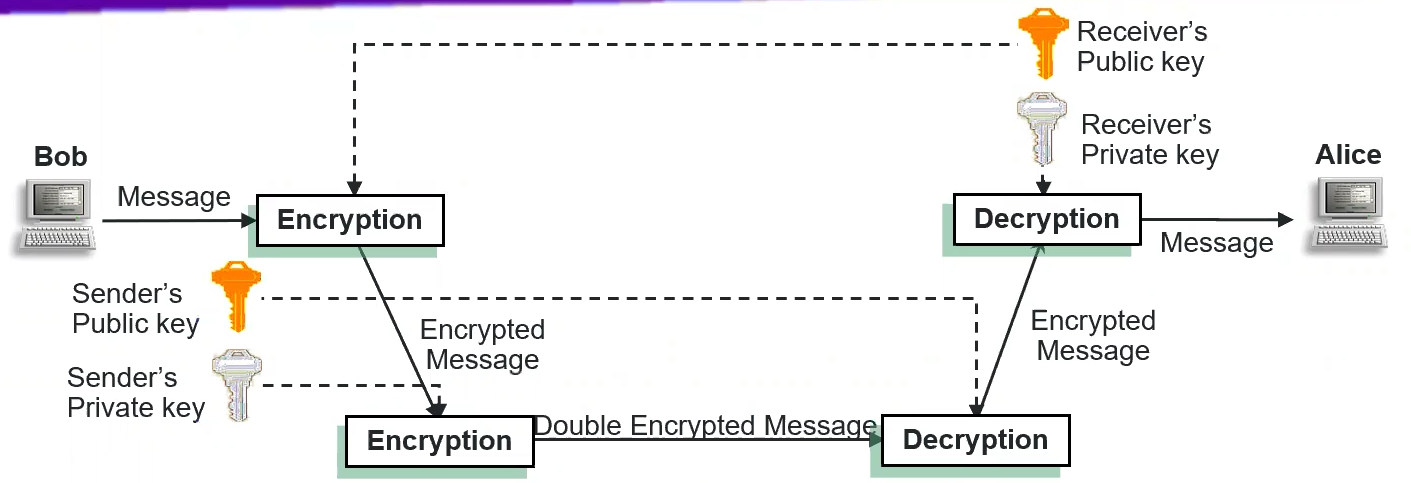 Receiver's
Public key
Receiver's
Private key
Bob
Alice
Message
Encryption
Decryption
Message
Sender's
Public key
Encrypted
Message
Encrypted
Message
Sender's
Private key
Encryption
Double Encrypted Message
Decryption